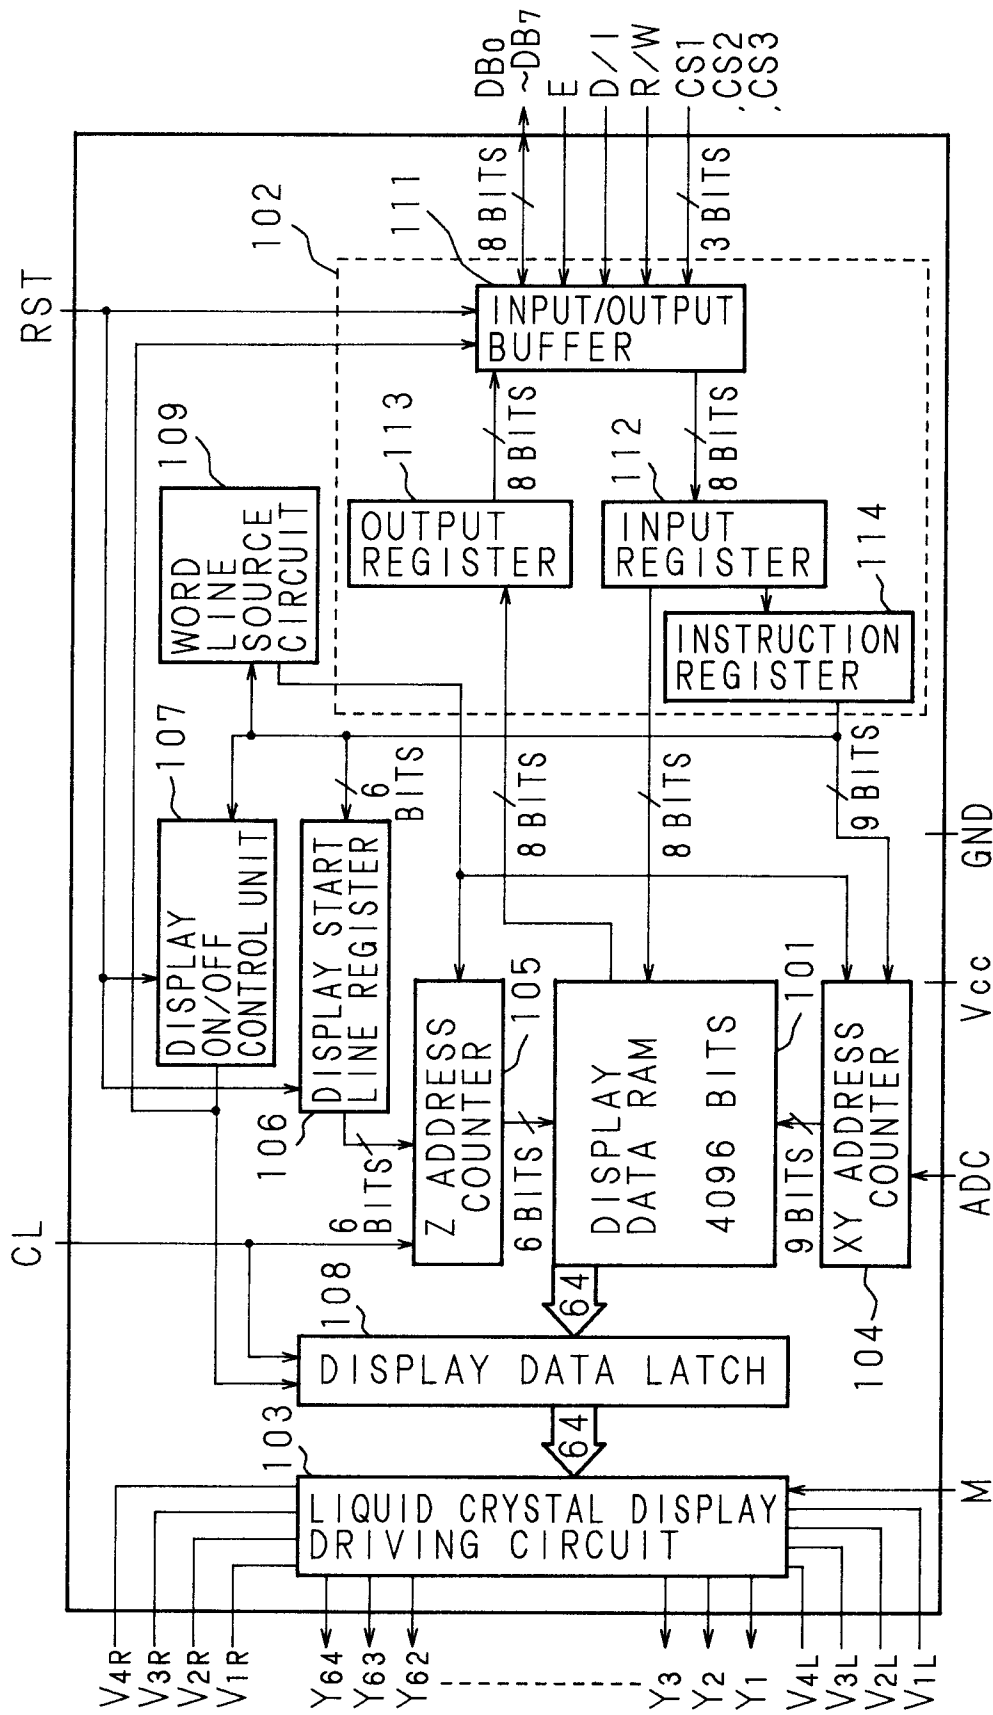 V4R
V3R
V2R
V1R
Y64
Y63
Y62
Y3
Y2
Y1
V4L
V3L
V2L
V1L
103
LIQUID CRYSTAL DISPLAY
DRIVING CIRCUIT
M
64
108
DISPLAY DATA LATCH
64
CL
104
XY ADDRESS
COUNTER
ADC
9 BITS
101
DISPLAY
DATA RAM
4096 BITS
6 BITS
105
Z ADDRESS
COUNTER
6
BITS
106
DISPLAY START
LINE REGISTER
6
BITS
107
DISPLAY
ON/OFF
CONTROL UNIT
109
WORD
LINE
SOURCE
CIRCUIT
8 BITS
8 BITS
9 BITS
Vcc
GND
RST
102
113
OUTPUT
REGISTER
8 BITS
112
INPUT
REGISTER
8 BITS
114
INSTRUCTION
REGISTER
111
INPUT/OUTPUT
BUFFER
8 BITS
3 BITS
DB0
~DB7
E
D/I
R/W
CS1
,CS2
,CS3